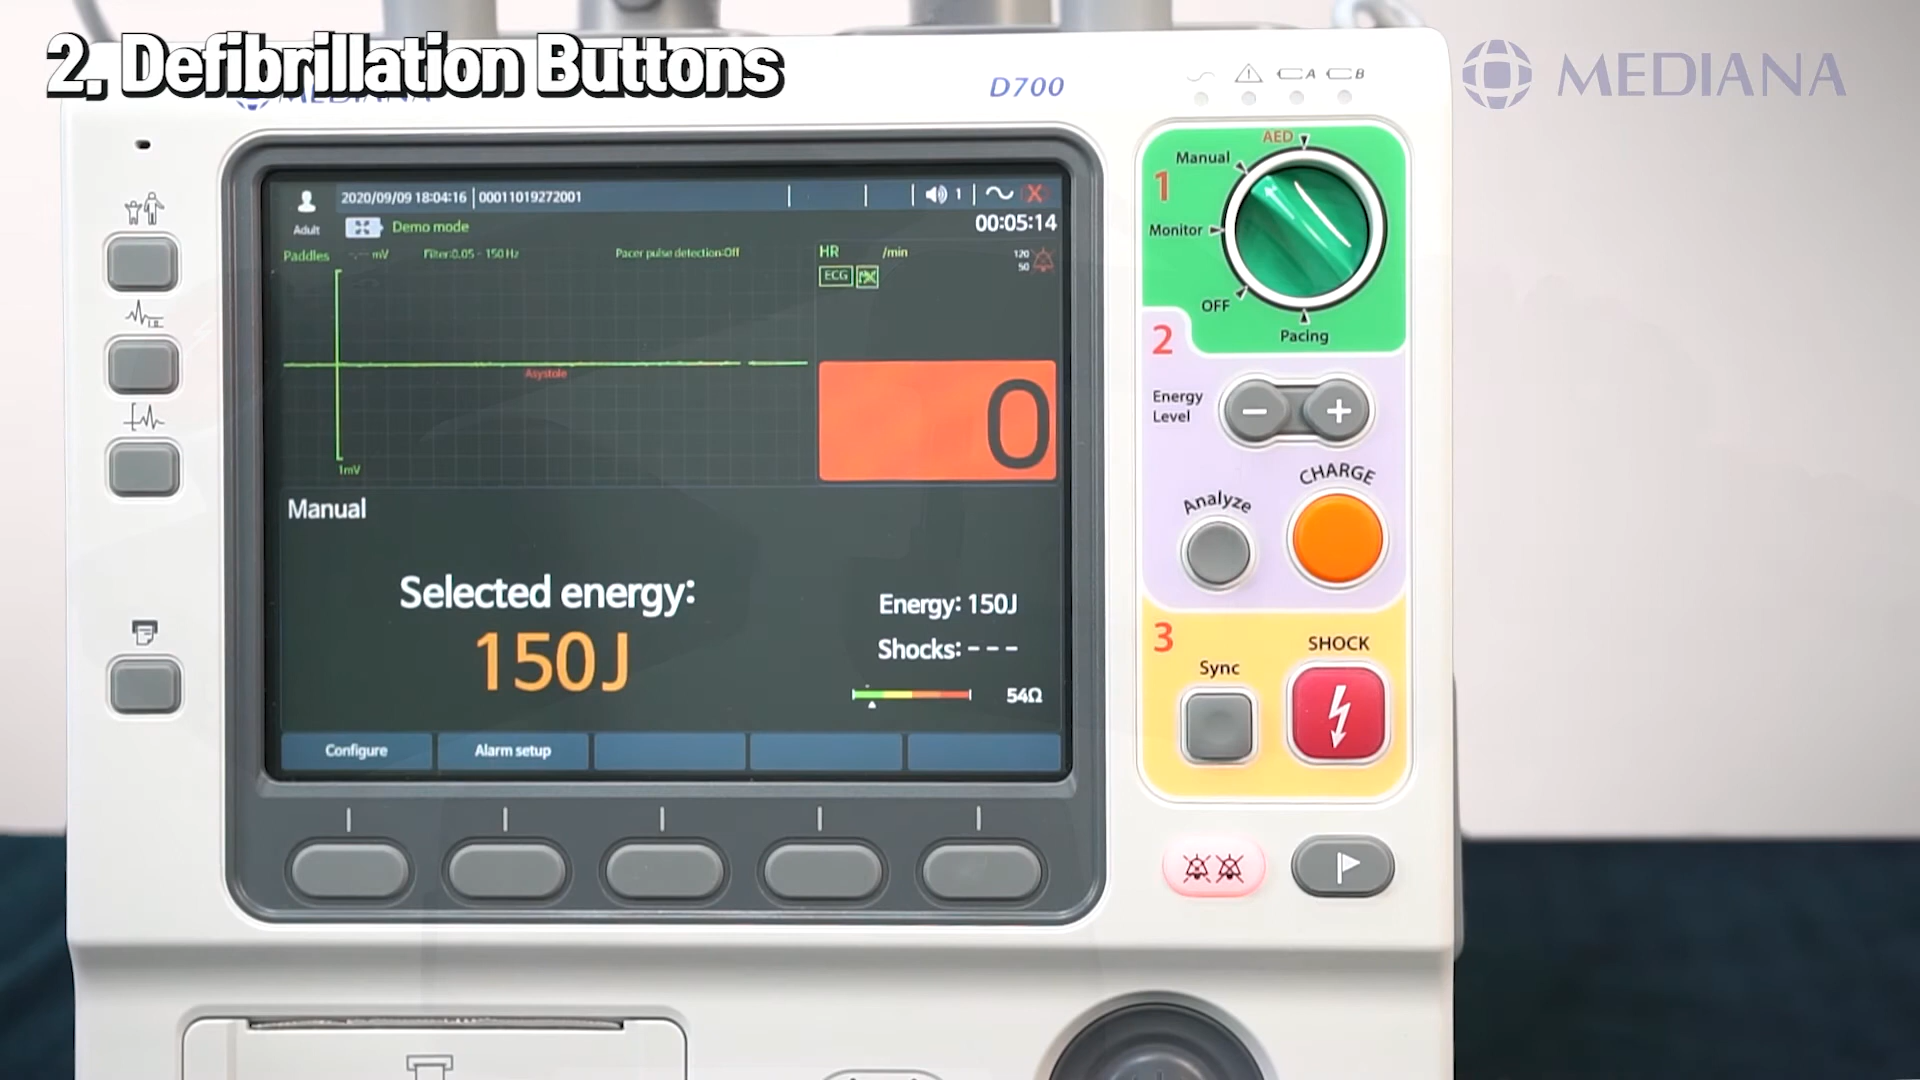 2, Defibrillation Buttons
MEDIANA
D700
A
B
MEDIANA
2020/09/09 18:04:16
00011019272001
1
X
Adult
Demo mode
00:05:14
Paddles
-.-- mV
Filter:0.05 - 150 Hz
Pacer pulse detection:Off
HR
/min
120
50
ECG
Asystole
0
1mV
Manual
Selected energy:
150J
Energy: 150J
Shocks: - - -
54Ω
Configure
Alarm setup
1
AED
Manual
Monitor
OFF
Pacing
2
Energy
Level
− +
CHARGE
Analyze
3
SHOCK
Sync